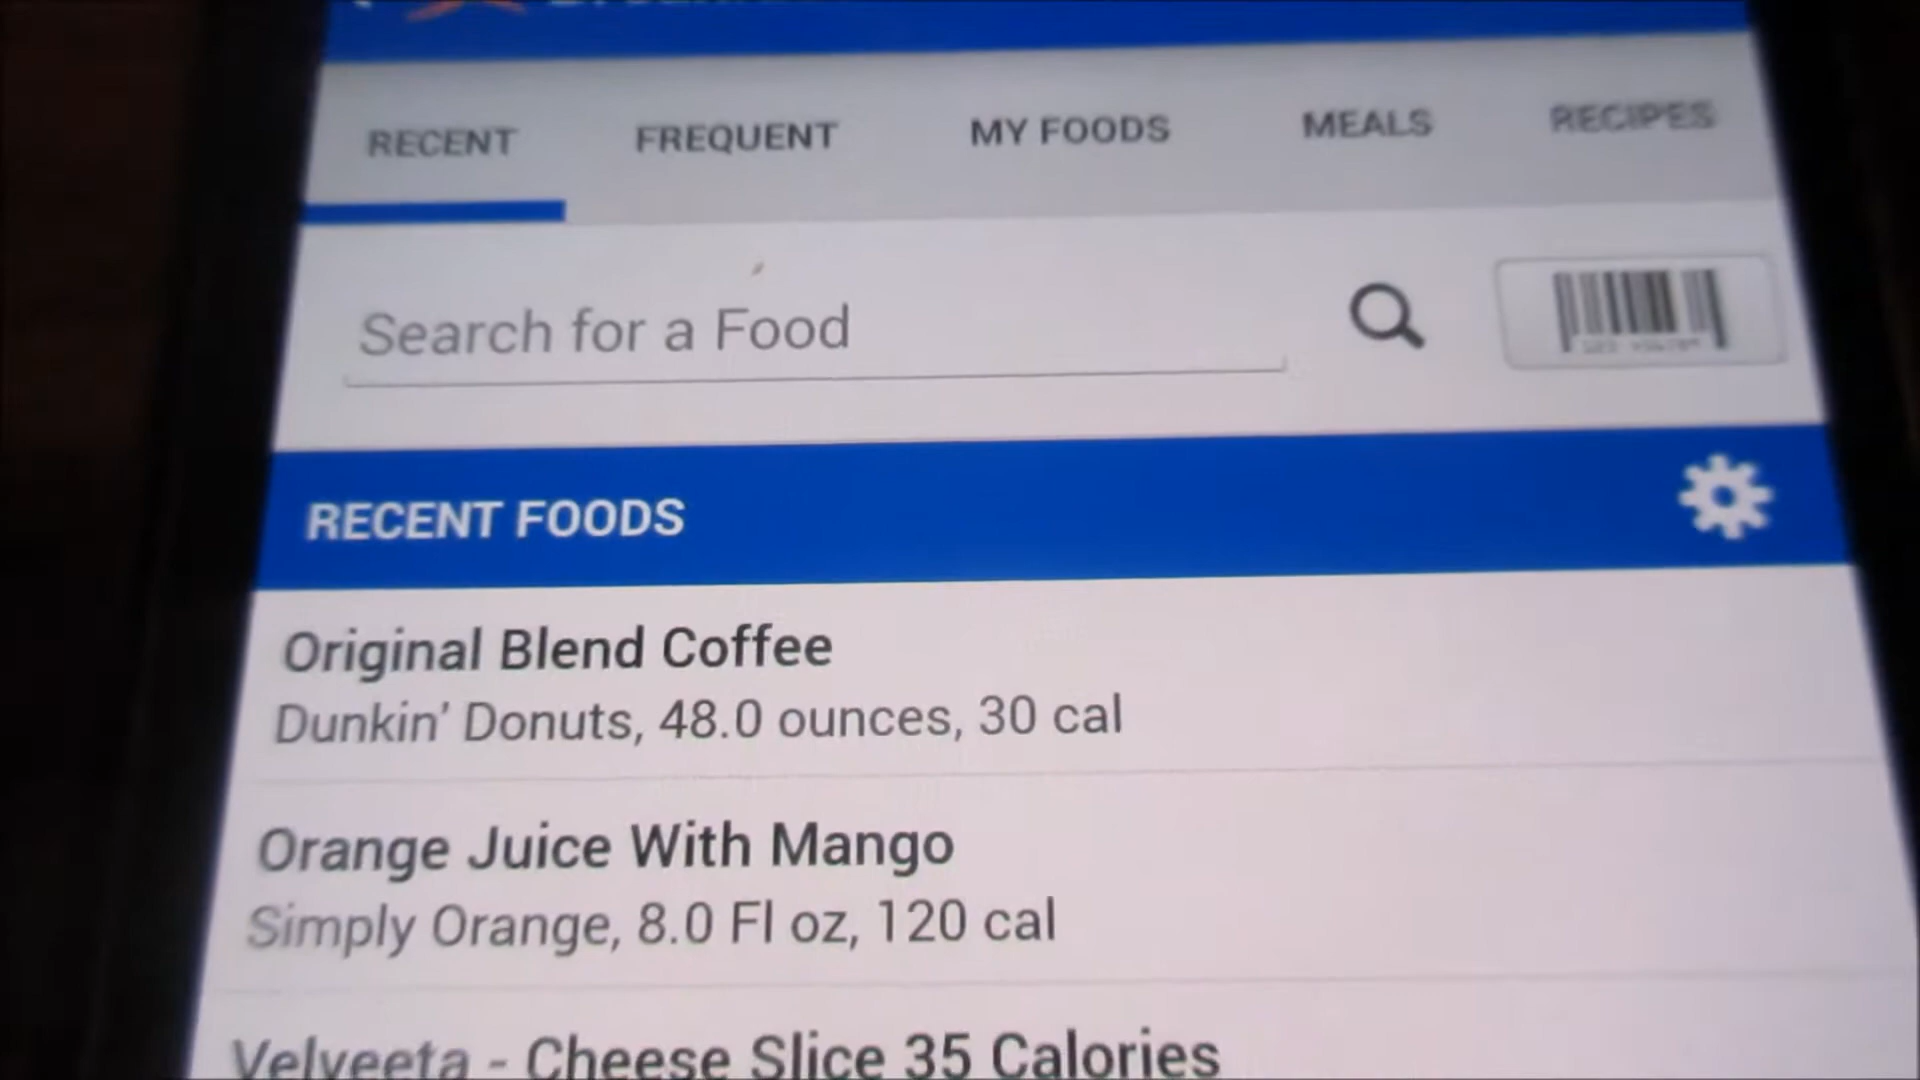 RECENT FREQUENT MY FOODS MEALS RECIPES
Search for a Food
RECENT FOODS
Original Blend Coffee
Dunkin' Donuts, 48.0 ounces, 30 cal
Orange Juice With Mango
Simply Orange, 8.0 Fl oz, 120 cal
Velveeta - Cheese Slice 35 Calories